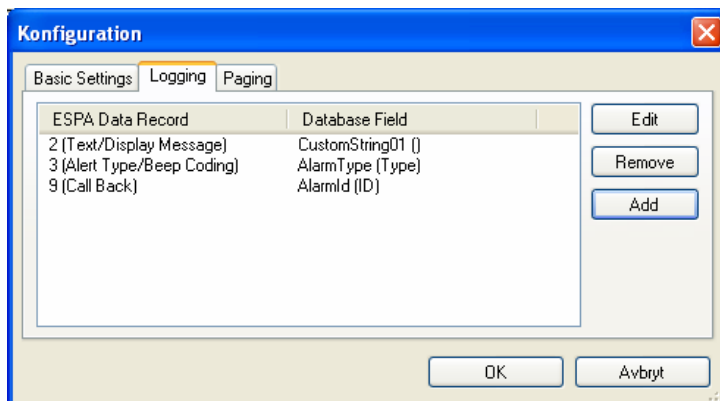 Konfiguration
Basic Settings Logging Paging
ESPA Data Record Database Field
2 (Text/Display Message) CustomString01 ()
3 (Alert Type/Beep Coding) AlarmType (Type)
9 (Call Back) AlarmId (ID)
Edit
Remove
Add
OK Avbryt